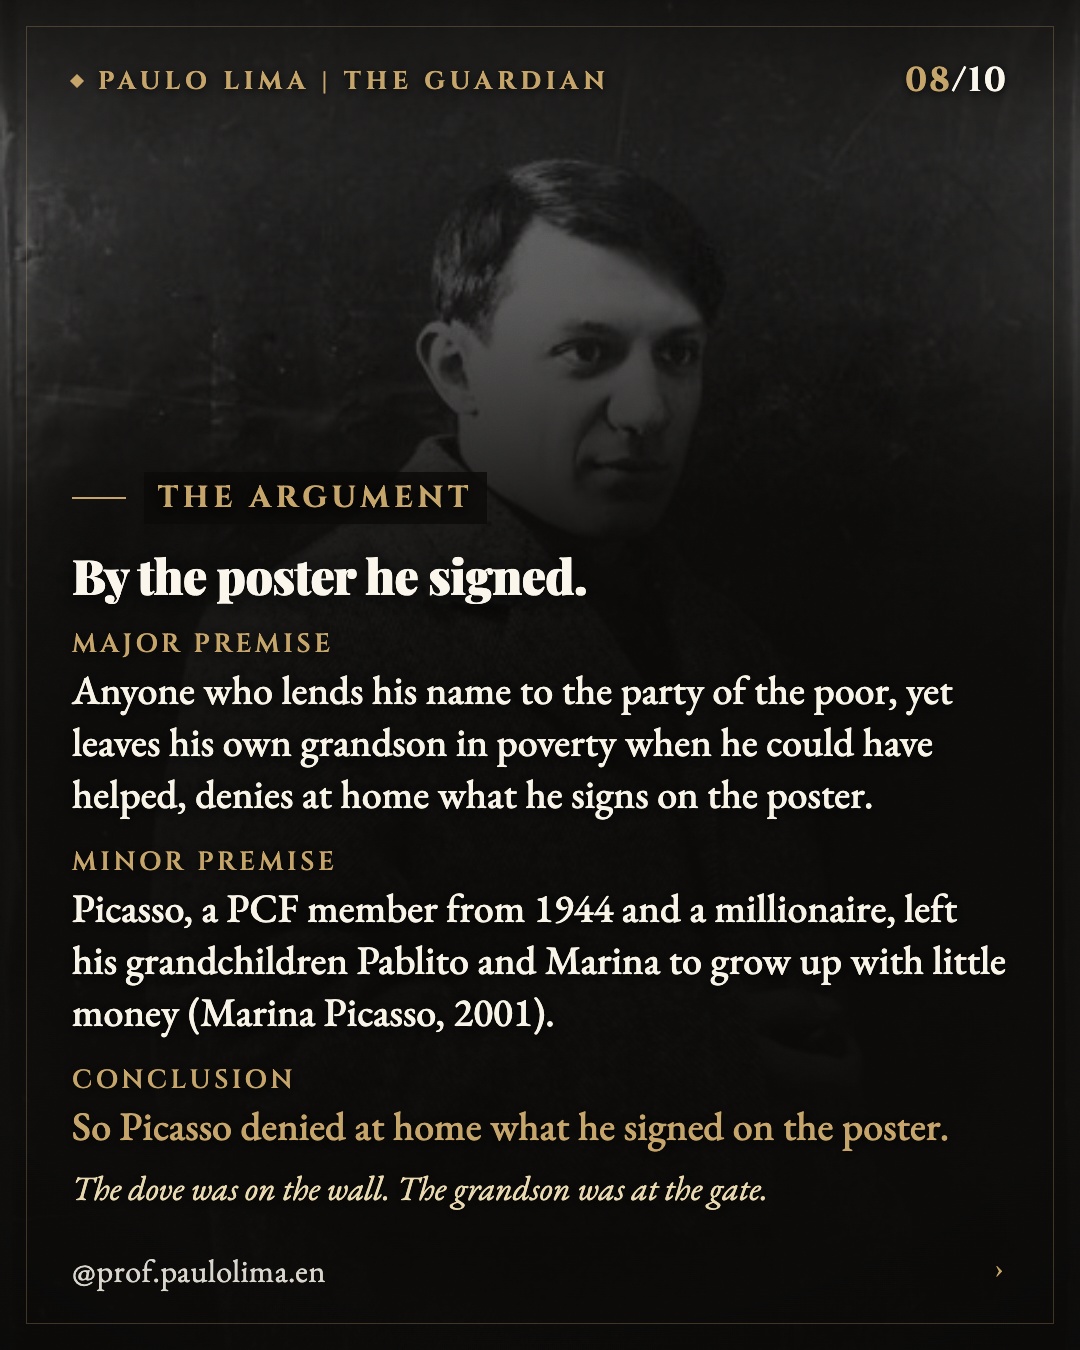 ◆ PAULO LIMA | THE GUARDIAN
08/10
THE ARGUMENT
By the poster he signed.
MAJOR PREMISE
Anyone who lends his name to the party of the poor, yet
leaves his own grandson in poverty when he could have
helped, denies at home what he signs on the poster.
MINOR PREMISE
Picasso, a PCF member from 1944 and a millionaire, left
his grandchildren Pablito and Marina to grow up with little
money (Marina Picasso, 2001).
CONCLUSION
So Picasso denied at home what he signed on the poster.
The dove was on the wall. The grandson was at the gate.
@prof.paulolima.en
›